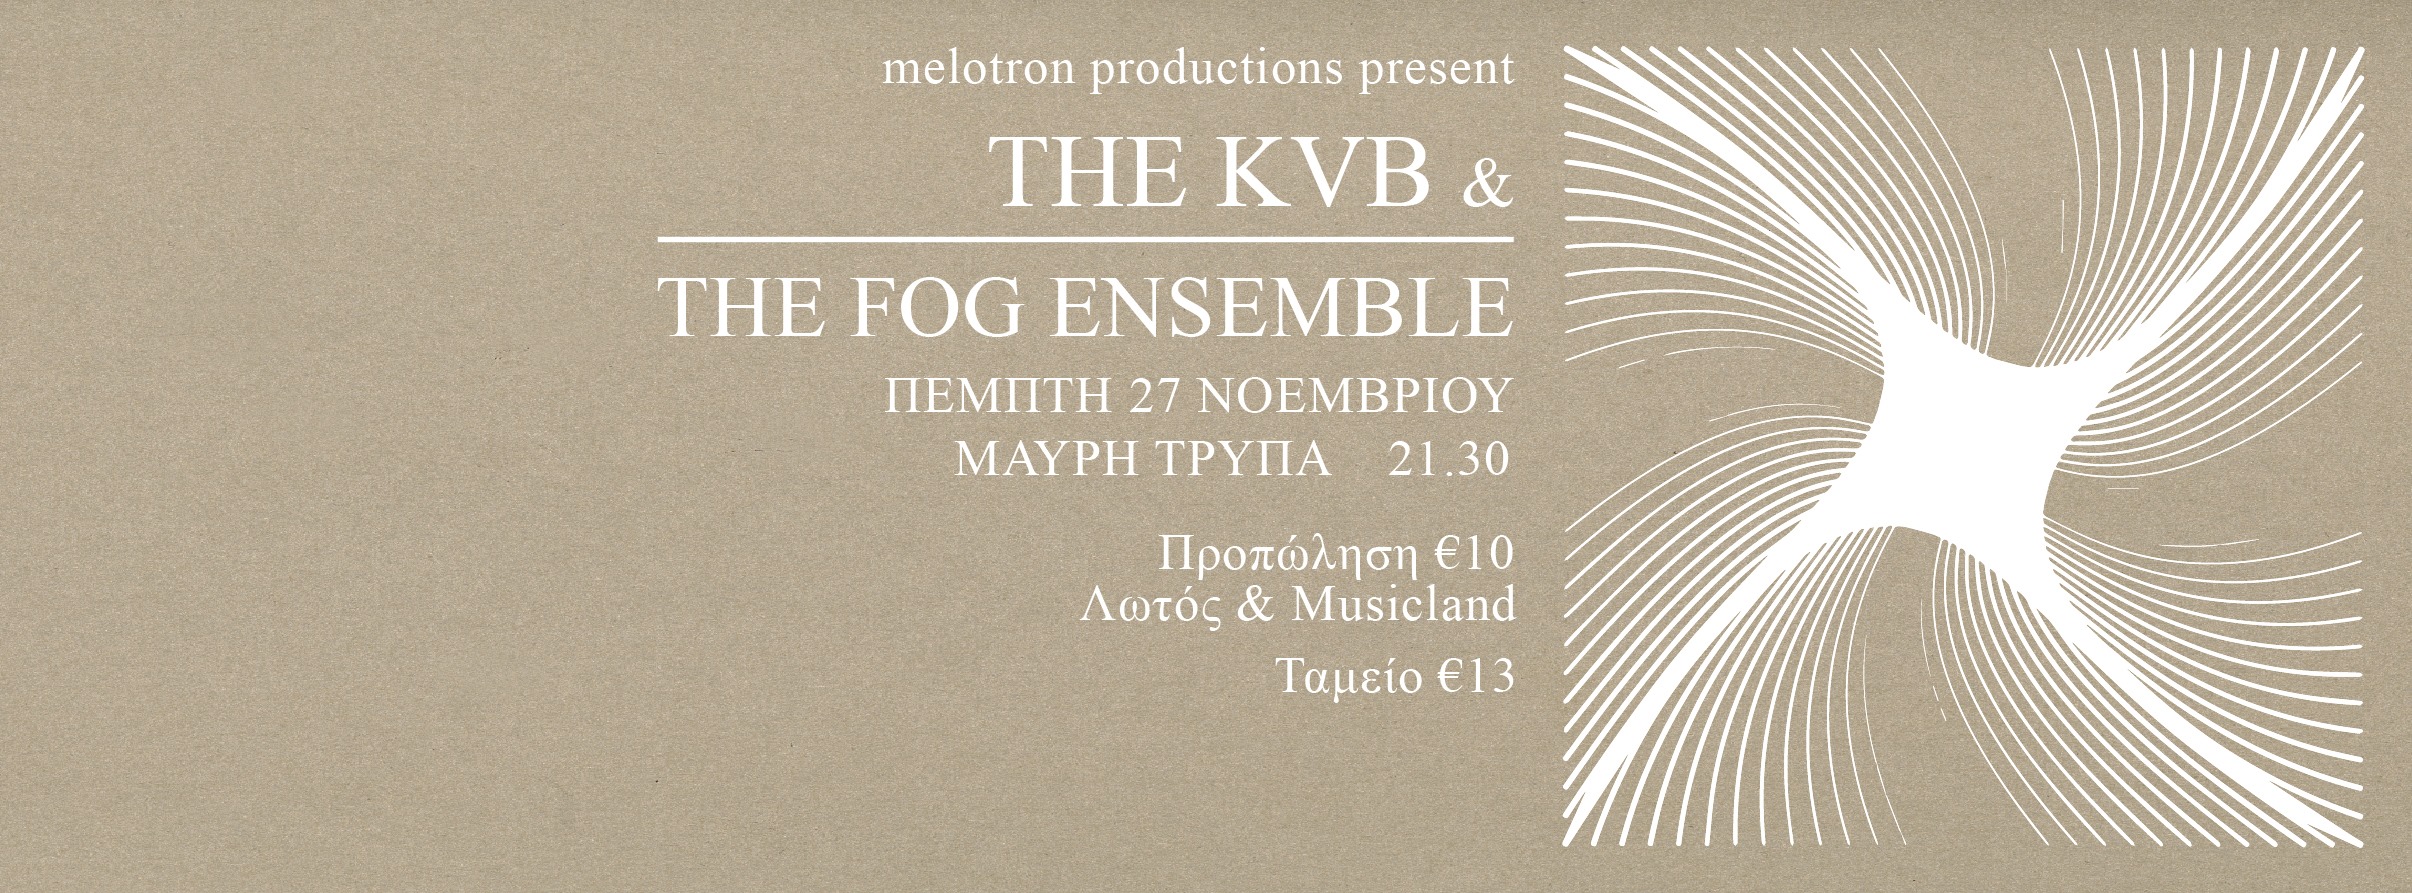 melotron productions present
THE KVB &
THE FOG ENSEMBLE
ΠΕΜΠΤΗ 27 ΝΟΕΜΒΡΙΟΥ
ΜΑΥΡΗ ΤΡΥΠΑ 21.30
Προπώληση €10
Λωτός & Musicland
Ταμείο €13